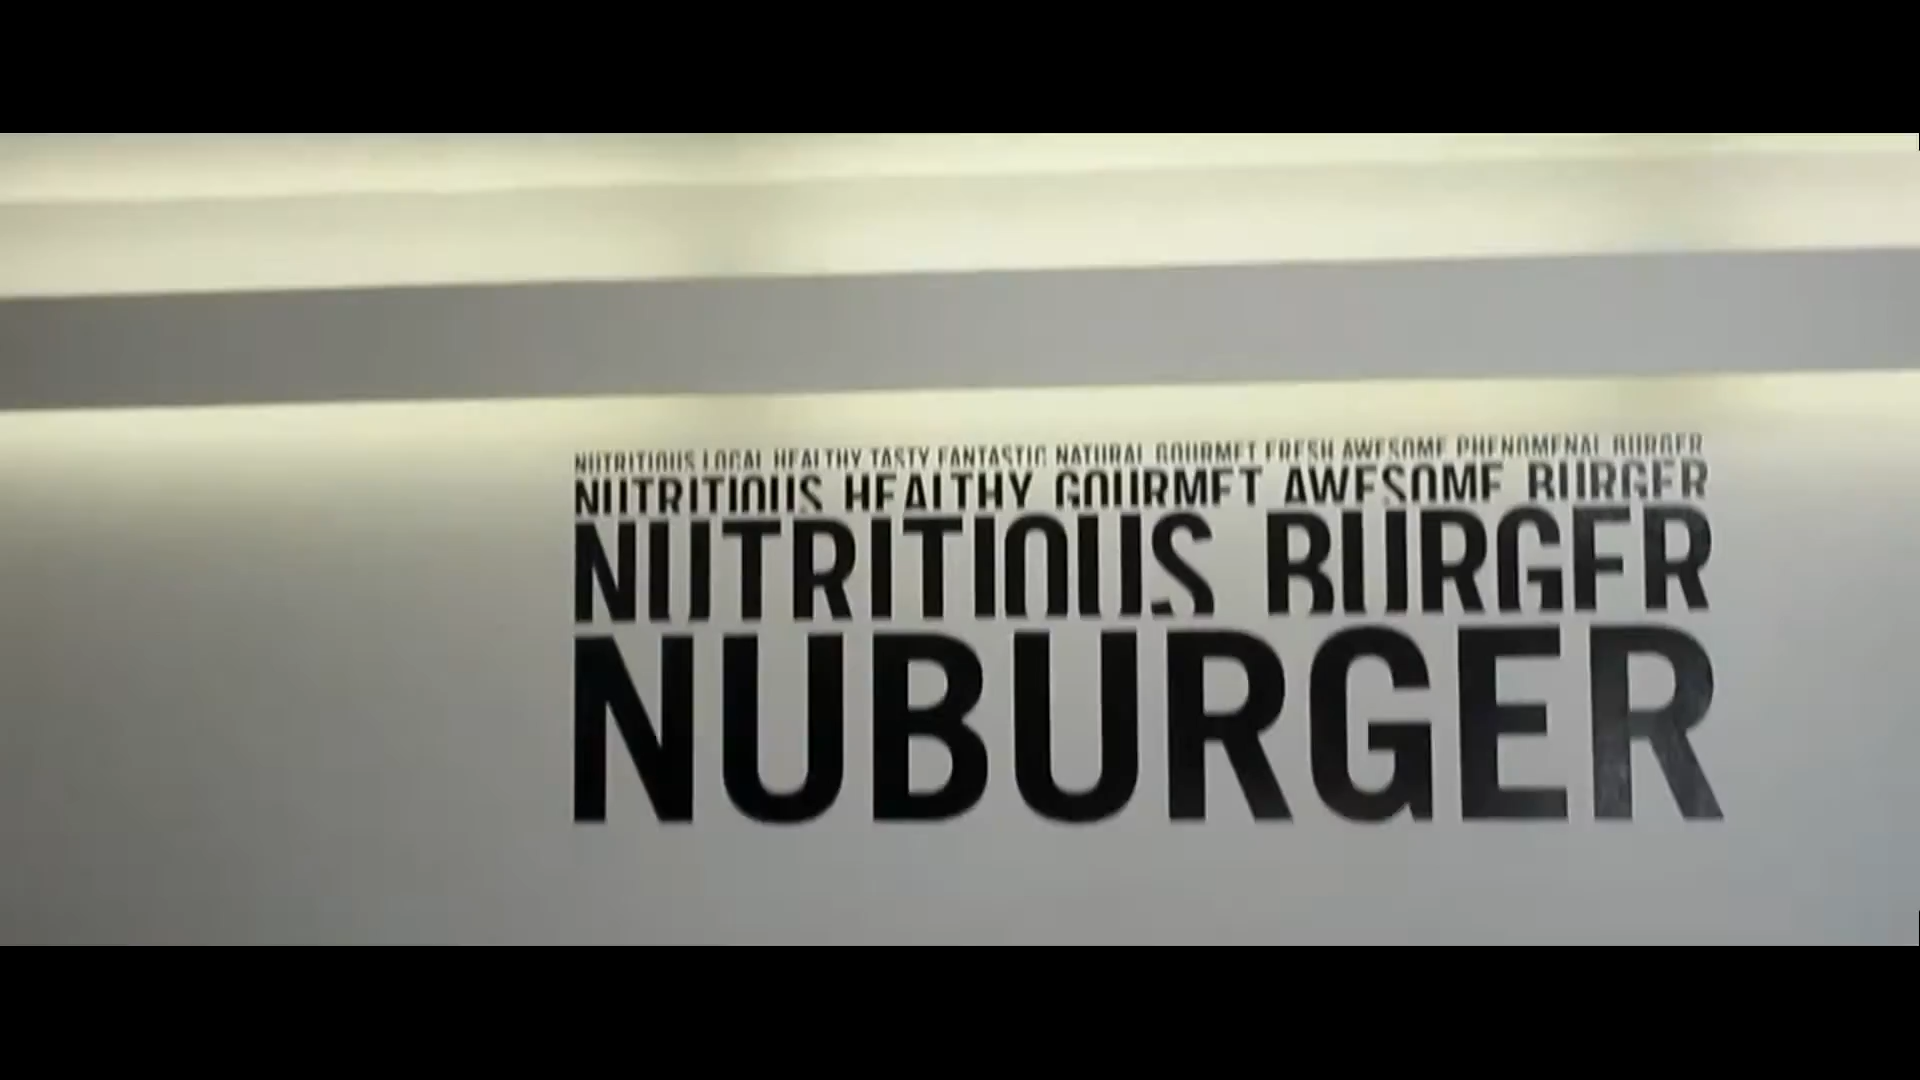 NUTRITIOUS LOCAL HEALTHY TASTY FANTASTIC NATURAL GOURMET FRESH AWESOME PHENOMENAL BURGER
NUTRITIOUS HEALTHY GOURMET AWESOME BURGER
NUTRITIOUS BURGER
NUBURGER